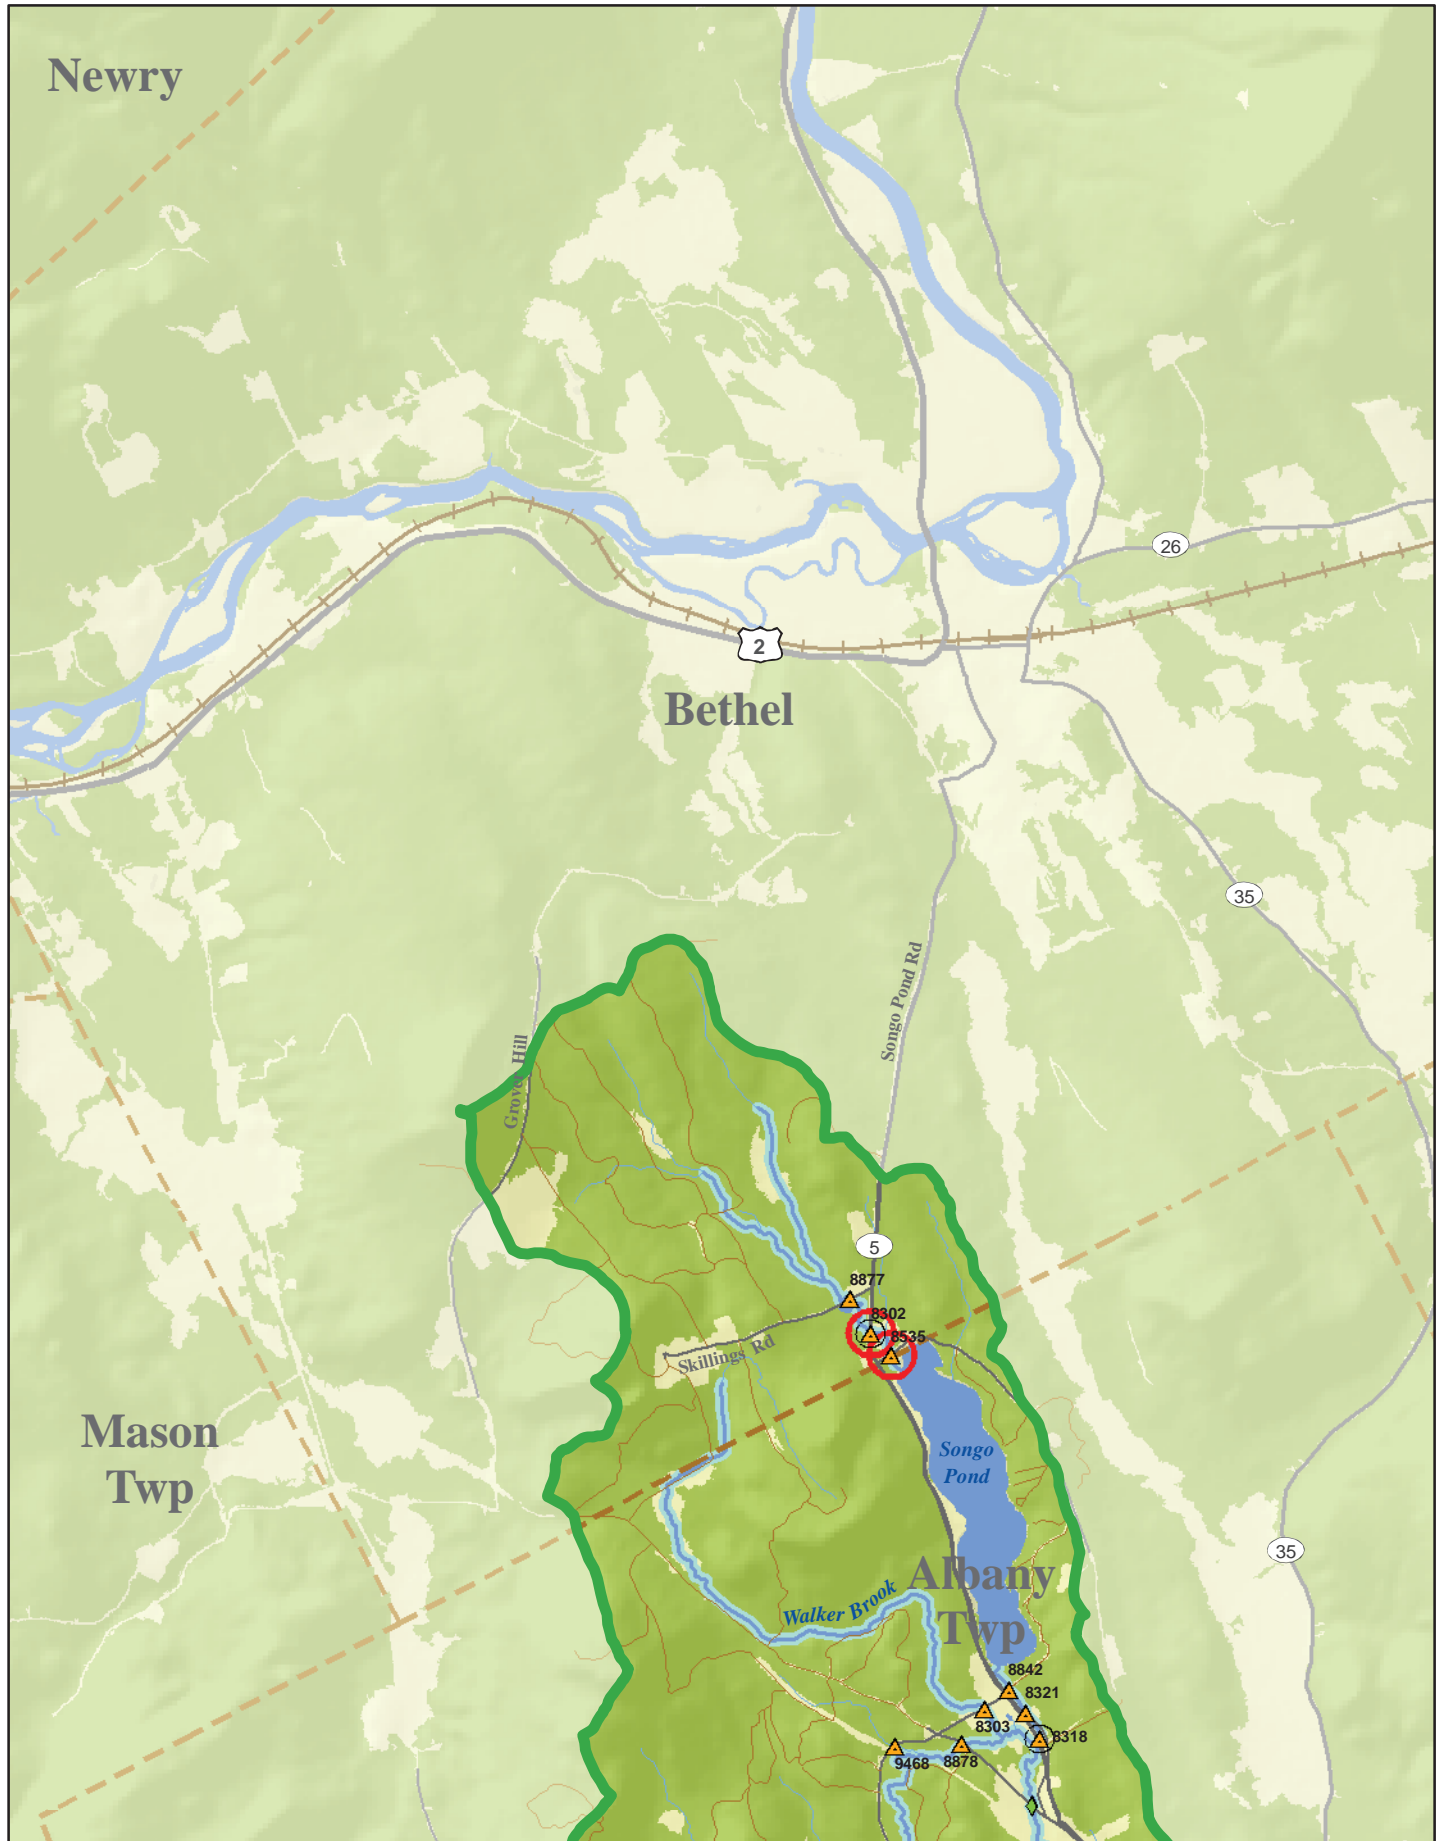 Newry
26
2
Bethel
35
Songo Pond Rd
Grover Hill
5
8877
8302
8535
Skillings Rd
Mason
Twp
Songo
Pond
35
Albany
Twp
Walker Brook
8842
8321
8303
8318
9468
8878